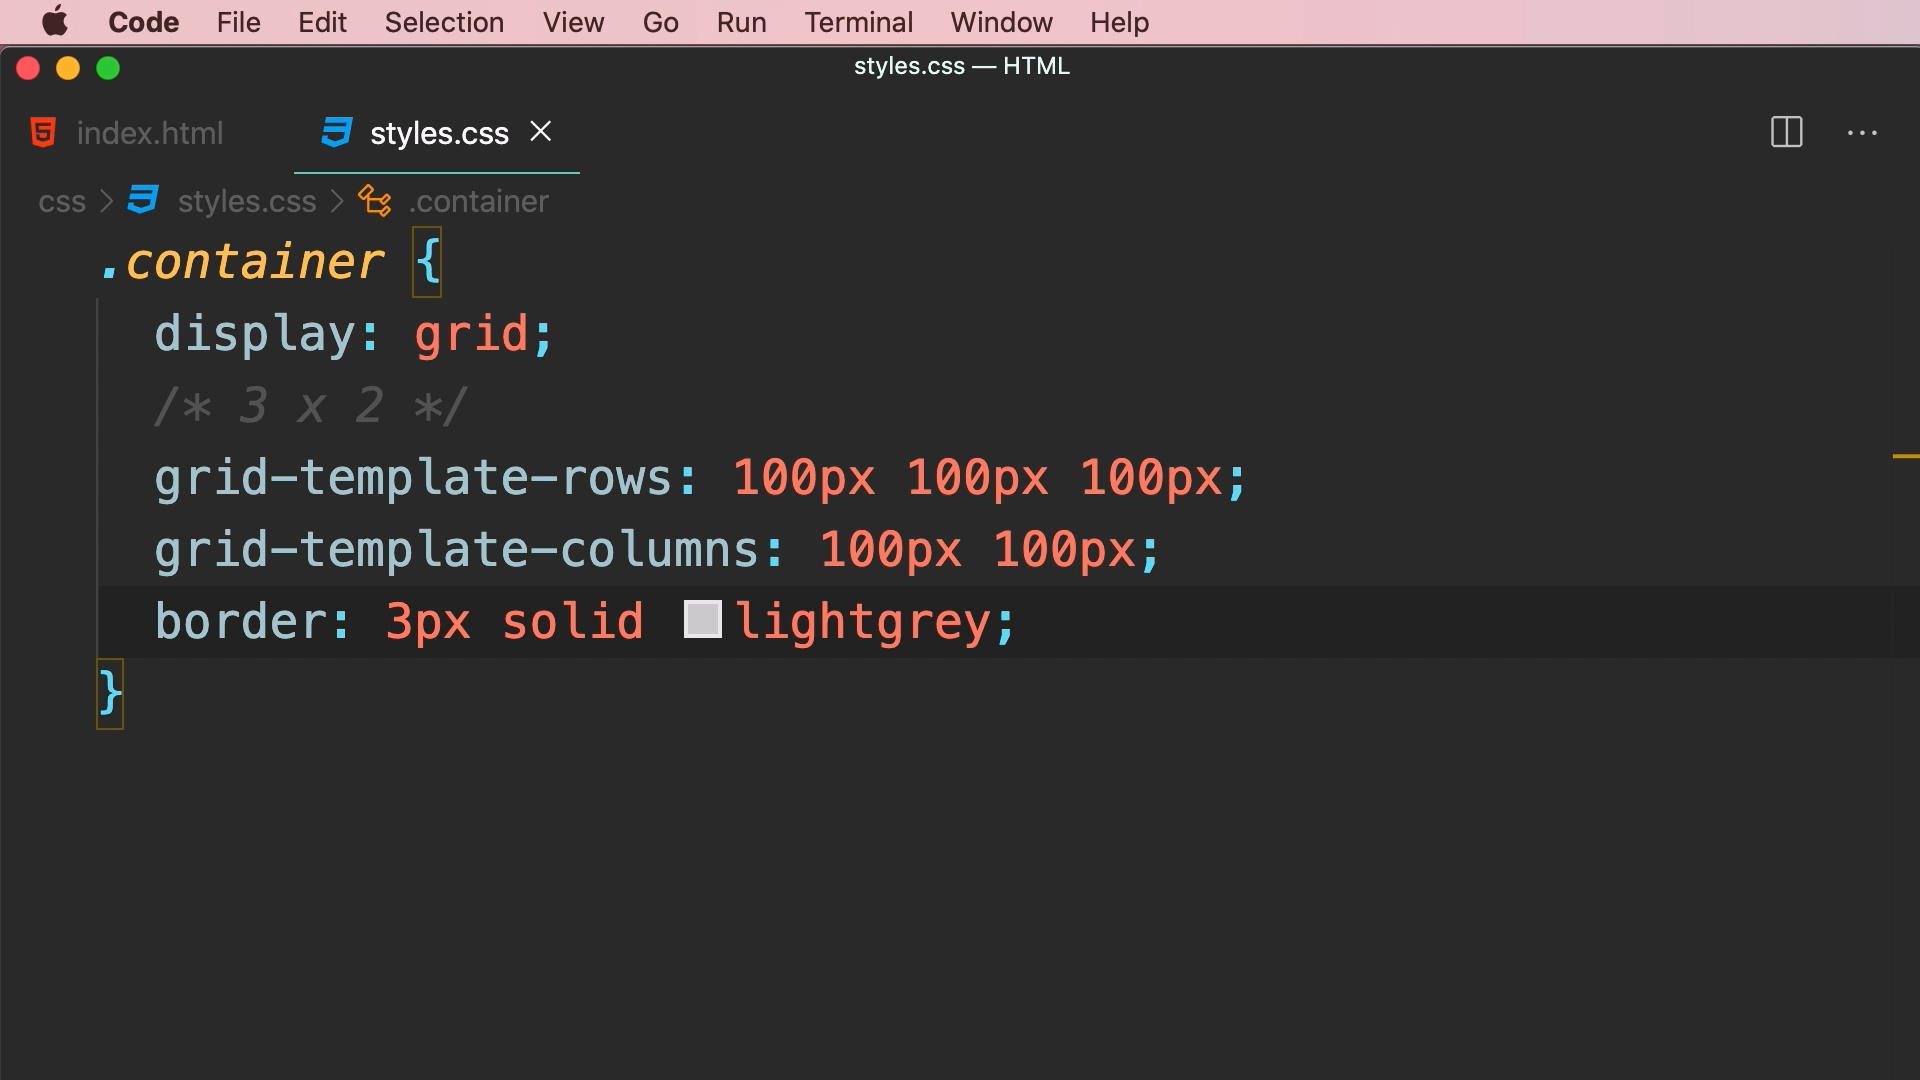 Code File Edit Selection View Go Run Terminal Window Help
styles.css — HTML
index.html styles.css
css > styles.css > .container
.container {
display: grid;
/* 3 x 2 */
grid-template-rows: 100px 100px 100px;
grid-template-columns: 100px 100px;
border: 3px solid lightgrey;
}